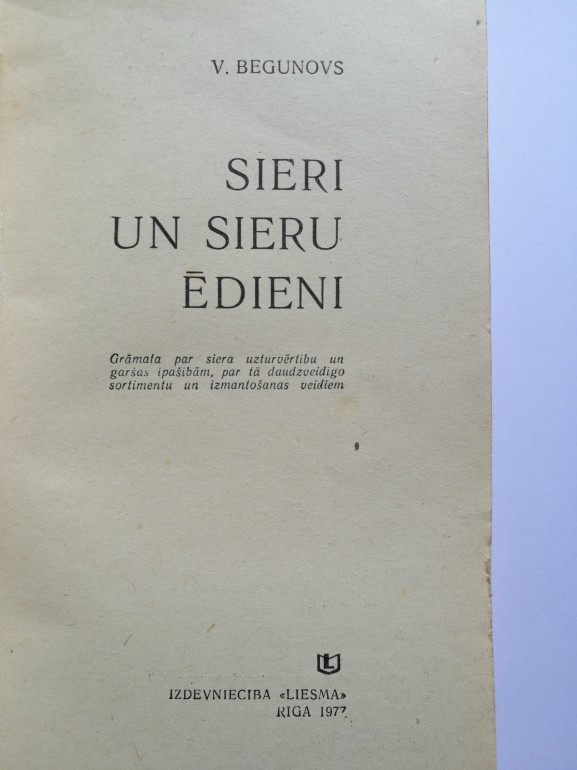 V. BEGUNOVS
SIERI
UN SIERU
ĒDIENI
Grāmata par siera uzturvērtību un
garšas īpašībām, par tā daudzveidīgo
sortimentu un izmantošanas veidiem
IZDEVNIECĪBA «LIESMA»
RĪGA 1977